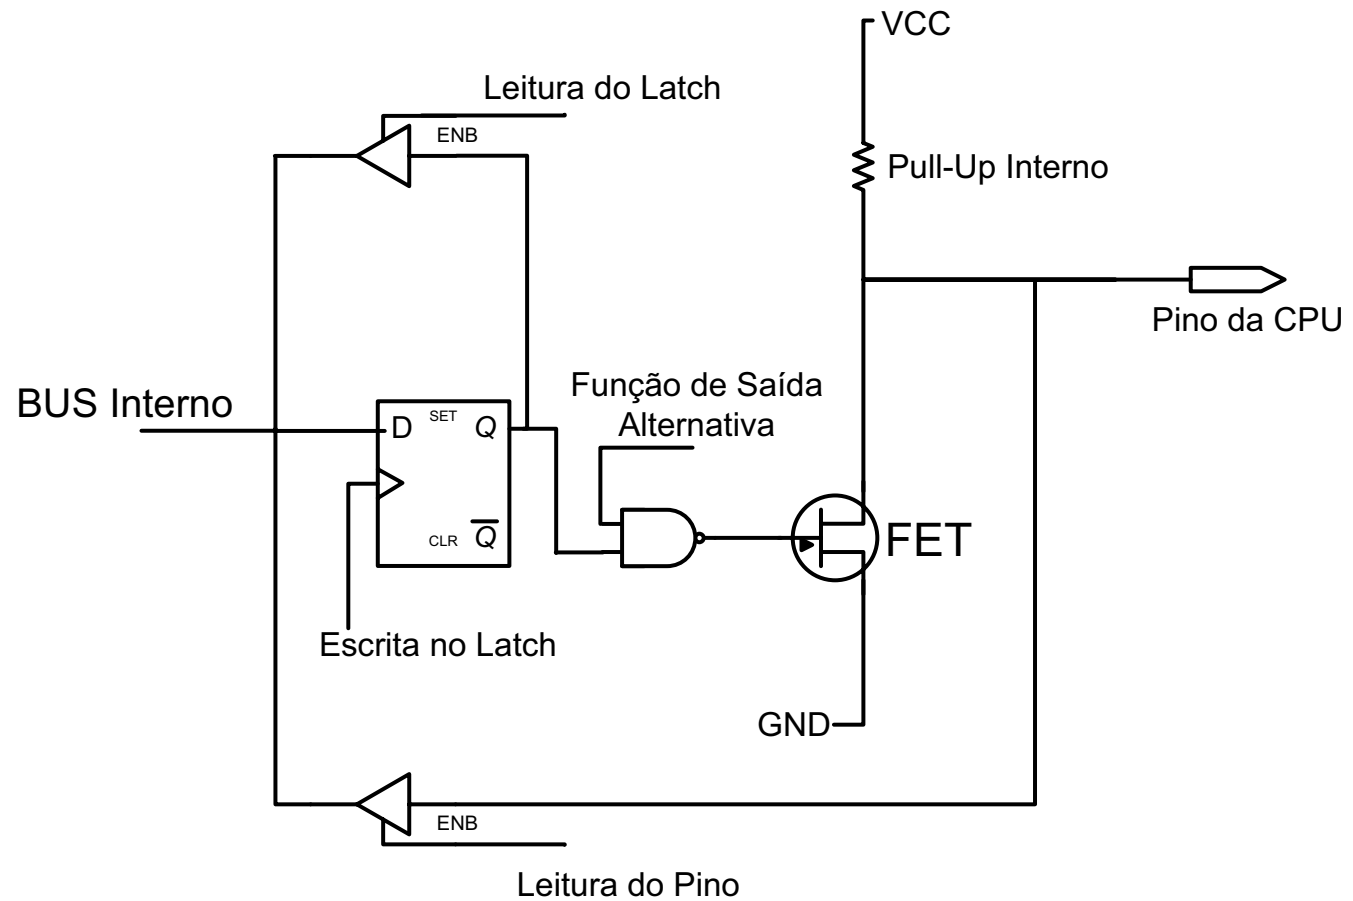 VCC
Leitura do Latch
ENB
Pull-Up Interno
Pino da CPU
Função de Saída
Alternativa
BUS Interno
D
SET
Q
CLR
Q̅
FET
Escrita no Latch
GND
ENB
Leitura do Pino